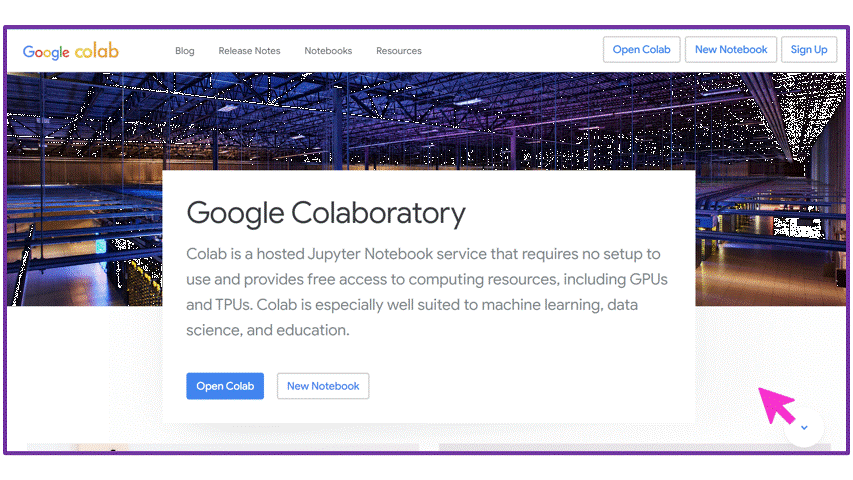 Google colab
Blog Release Notes Notebooks Resources
Open Colab New Notebook Sign Up
Google Colaboratory
Colab is a hosted Jupyter Notebook service that requires no setup to
use and provides free access to computing resources, including GPUs
and TPUs. Colab is especially well suited to machine learning, data
science, and education.
Open Colab New Notebook